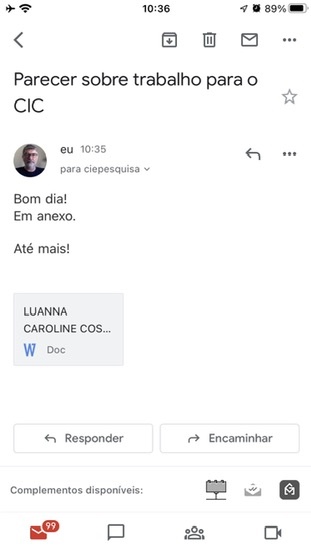 10:36
89%
Parecer sobre trabalho para o
CIC
eu 10:35
para ciepesquisa
Bom dia!
Em anexo.
Até mais!
LUANNA
CAROLINE COS...
W Doc
Responder
Encaminhar
Complementos disponíveis:
99